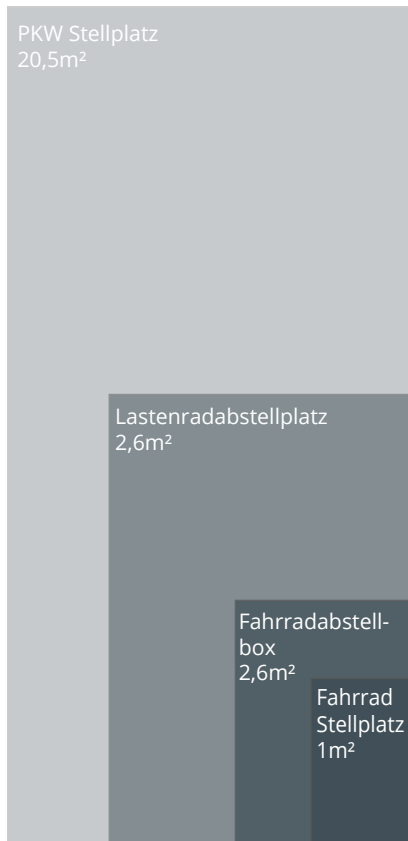 PKW Stellplatz
20,5m²
Lastenradabstellplatz
2,6m²
Fahrradabstell-
box
2,6m²
Fahrrad
Stellplatz
1m²